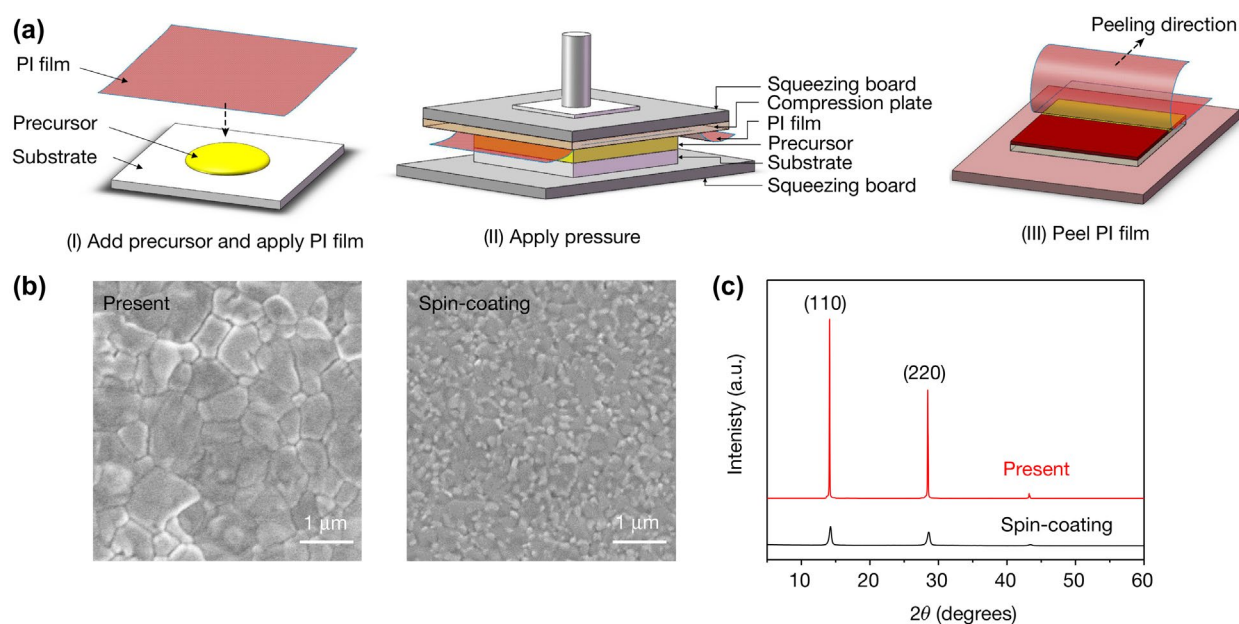 (a)
PI film
Precursor
Substrate
(I) Add precursor and apply PI film
Squeezing board
Compression plate
PI film
Precursor
Substrate
Squeezing board
(II) Apply pressure
Peeling direction
(III) Peel PI film
(b)
Present
1 μm
Spin-coating
1 μm
(c)
(110)
(220)
Present
Spin-coating
Intenisty (a.u.)
10 20 30 40 50 60
2θ (degrees)